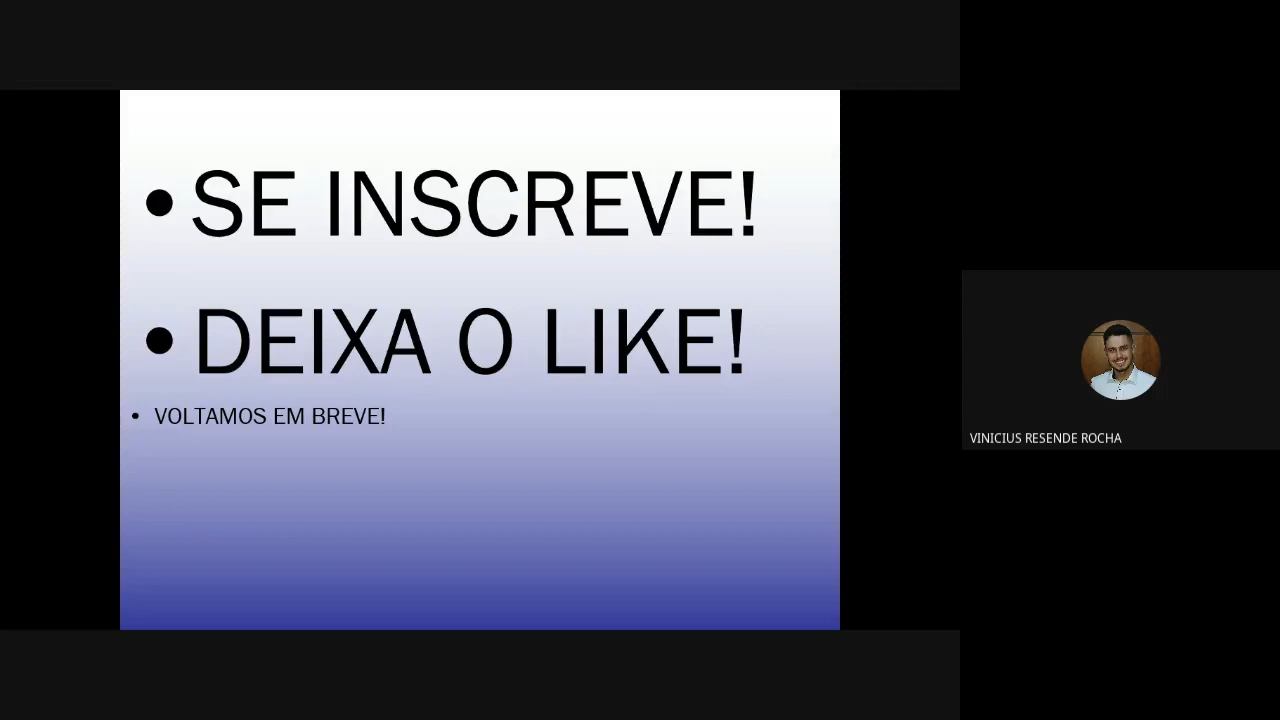 • SE INSCREVE!
• DEIXA O LIKE!
• VOLTAMOS EM BREVE!
VINICIUS RESENDE ROCHA